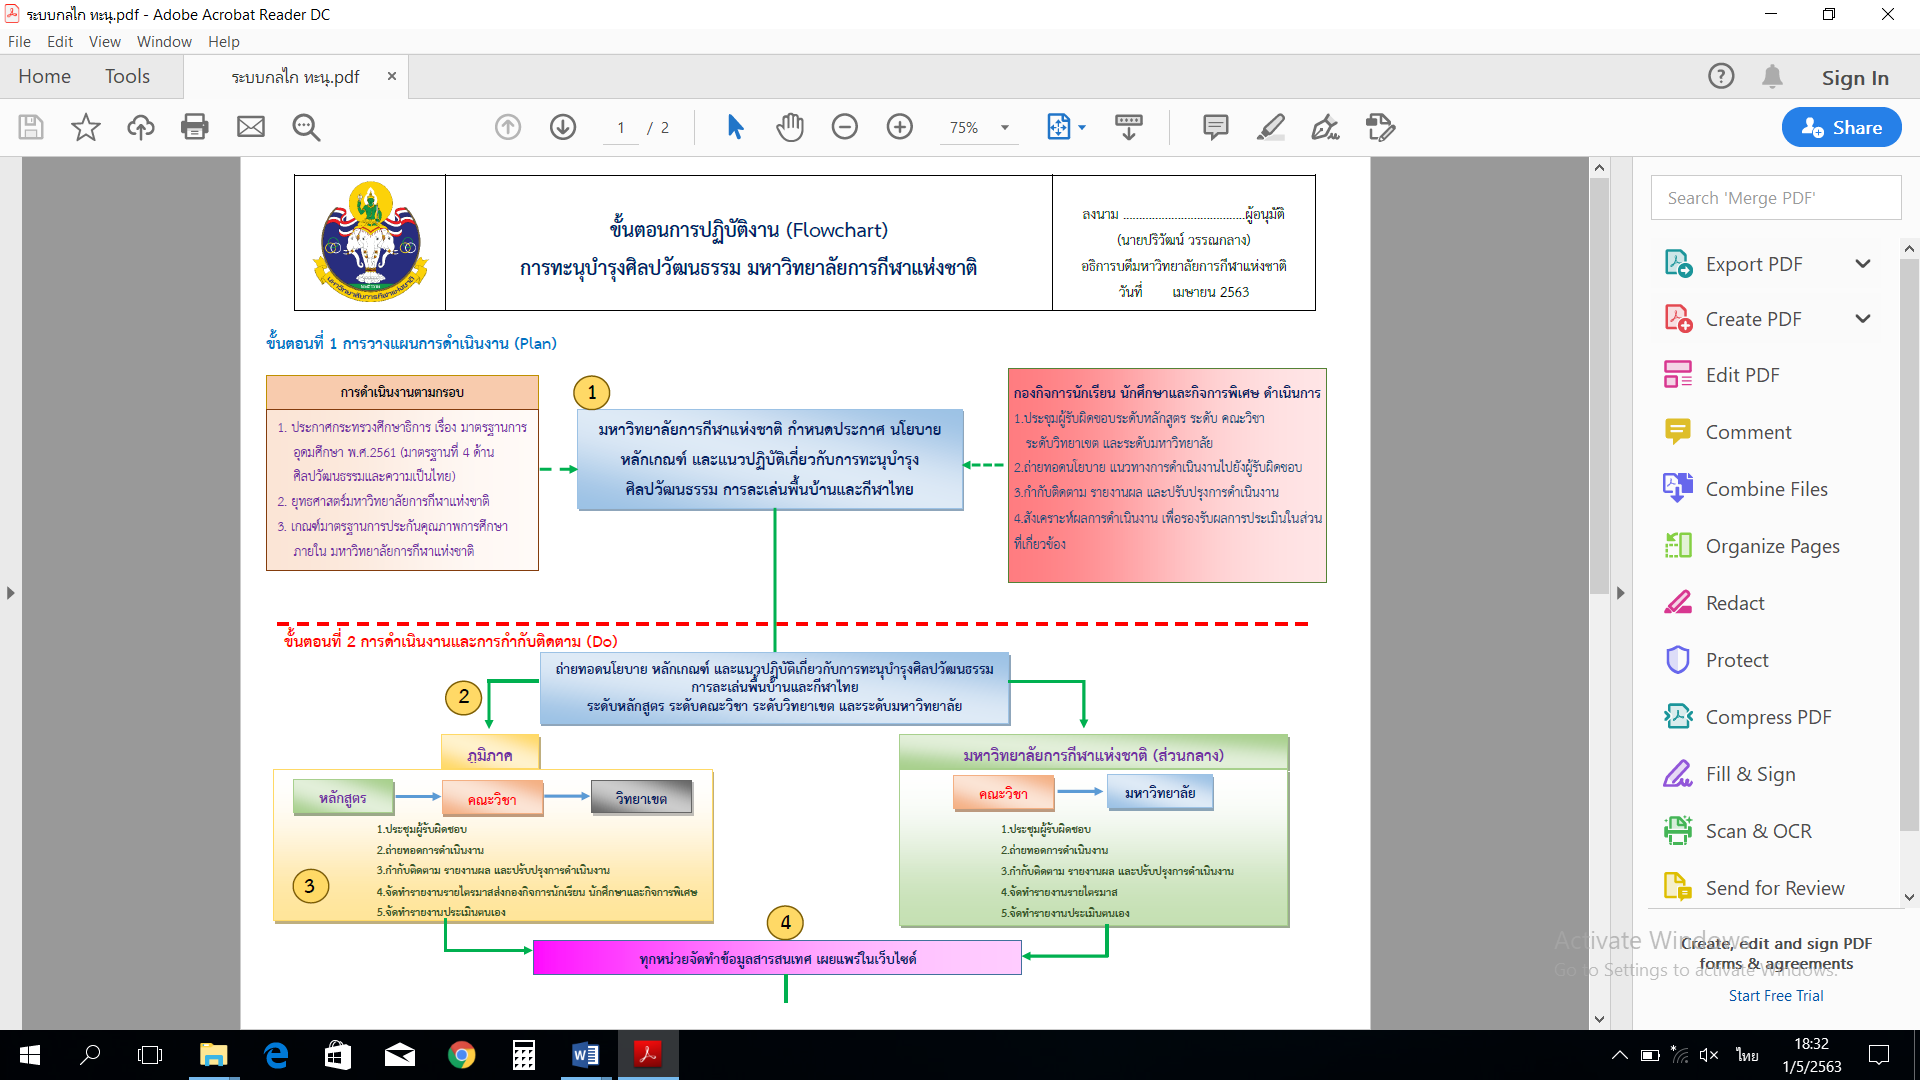 ระบบกลไก ทะนุ.pdf - Adobe Acrobat Reader DC
File Edit View Window Help
Home Tools ระบบกลไก ทะนุ.pdf × Sign In
1 / 2 75% Share
ขั้นตอนการปฏิบัติงาน (Flowchart)
การทะนุบำรุงศิลปวัฒนธรรม มหาวิทยาลัยการกีฬาแห่งชาติ
ลงนาม ......................................ผู้อนุมัติ
(นายปริวัฒน์ วรรณกลาง)
อธิการบดีมหาวิทยาลัยการกีฬาแห่งชาติ
วันที่ เมษายน 2563
มหาวิทยาลัยการกีฬาแห่งชาติ
ขั้นตอนที่ 1 การวางแผนการดำเนินงาน (Plan)
การดำเนินงานตามกรอบ
1. ประกาศกระทรวงศึกษาธิการ เรื่อง มาตรฐานการ
อุดมศึกษา พ.ศ.2561 (มาตรฐานที่ 4 ด้าน
ศิลปวัฒนธรรมและความเป็นไทย)
2. ยุทธศาสตร์มหาวิทยาลัยการกีฬาแห่งชาติ
3. เกณฑ์มาตรฐานการประกันคุณภาพการศึกษา
ภายใน มหาวิทยาลัยการกีฬาแห่งชาติ
1
มหาวิทยาลัยการกีฬาแห่งชาติ กำหนดประกาศ นโยบาย
หลักเกณฑ์ และแนวปฏิบัติเกี่ยวกับการทะนุบำรุง
ศิลปวัฒนธรรม การละเล่นพื้นบ้านและกีฬาไทย
กองกิจการนักเรียน นักศึกษาและกิจการพิเศษ ดำเนินการ
1.ประชุมผู้รับผิดชอบระดับหลักสูตร ระดับ คณะวิชา
ระดับวิทยาเขต และระดับมหาวิทยาลัย
2.ถ่ายทอดนโยบาย แนวทางการดำเนินงานไปยังผู้รับผิดชอบ
3.กำกับติดตาม รายงานผล และปรับปรุงการดำเนินงาน
4.สังเคราะห์ผลการดำเนินงาน เพื่อรองรับผลการประเมินในส่วน
ที่เกี่ยวข้อง
ขั้นตอนที่ 2 การดำเนินงานและการกำกับติดตาม (Do)
2
ถ่ายทอดนโยบาย หลักเกณฑ์ และแนวปฏิบัติเกี่ยวกับการทะนุบำรุงศิลปวัฒนธรรม
การละเล่นพื้นบ้านและกีฬาไทย
ระดับหลักสูตร ระดับคณะวิชา ระดับวิทยาเขต และระดับมหาวิทยาลัย
ภูมิภาค
หลักสูตร คณะวิชา วิทยาเขต
1.ประชุมผู้รับผิดชอบ
2.ถ่ายทอดการดำเนินงาน
3.กำกับติดตาม รายงานผล และปรับปรุงการดำเนินงาน
4.จัดทำรายงานรายไตรมาสส่งกองกิจการนักเรียน นักศึกษาและกิจการพิเศษ
5.จัดทำรายงานประเมินตนเอง
3
มหาวิทยาลัยการกีฬาแห่งชาติ (ส่วนกลาง)
คณะวิชา มหาวิทยาลัย
1.ประชุมผู้รับผิดชอบ
2.ถ่ายทอดการดำเนินงาน
3.กำกับติดตาม รายงานผล และปรับปรุงการดำเนินงาน
4.จัดทำรายงานรายไตรมาส
5.จัดทำรายงานประเมินตนเอง
4
ทุกหน่วยจัดทำข้อมูลสารสนเทศ เผยแพร่ในเว็บไซด์
Search 'Merge PDF'
Export PDF
Create PDF
Edit PDF
Comment
Combine Files
Organize Pages
Redact
Protect
Compress PDF
Fill & Sign
Scan & OCR
Send for Review
Create, edit and sign PDF
forms & agreements
Start Free Trial
Activate Windows
Go to Settings to activate Windows.
ไทย
18:32
1/5/2563